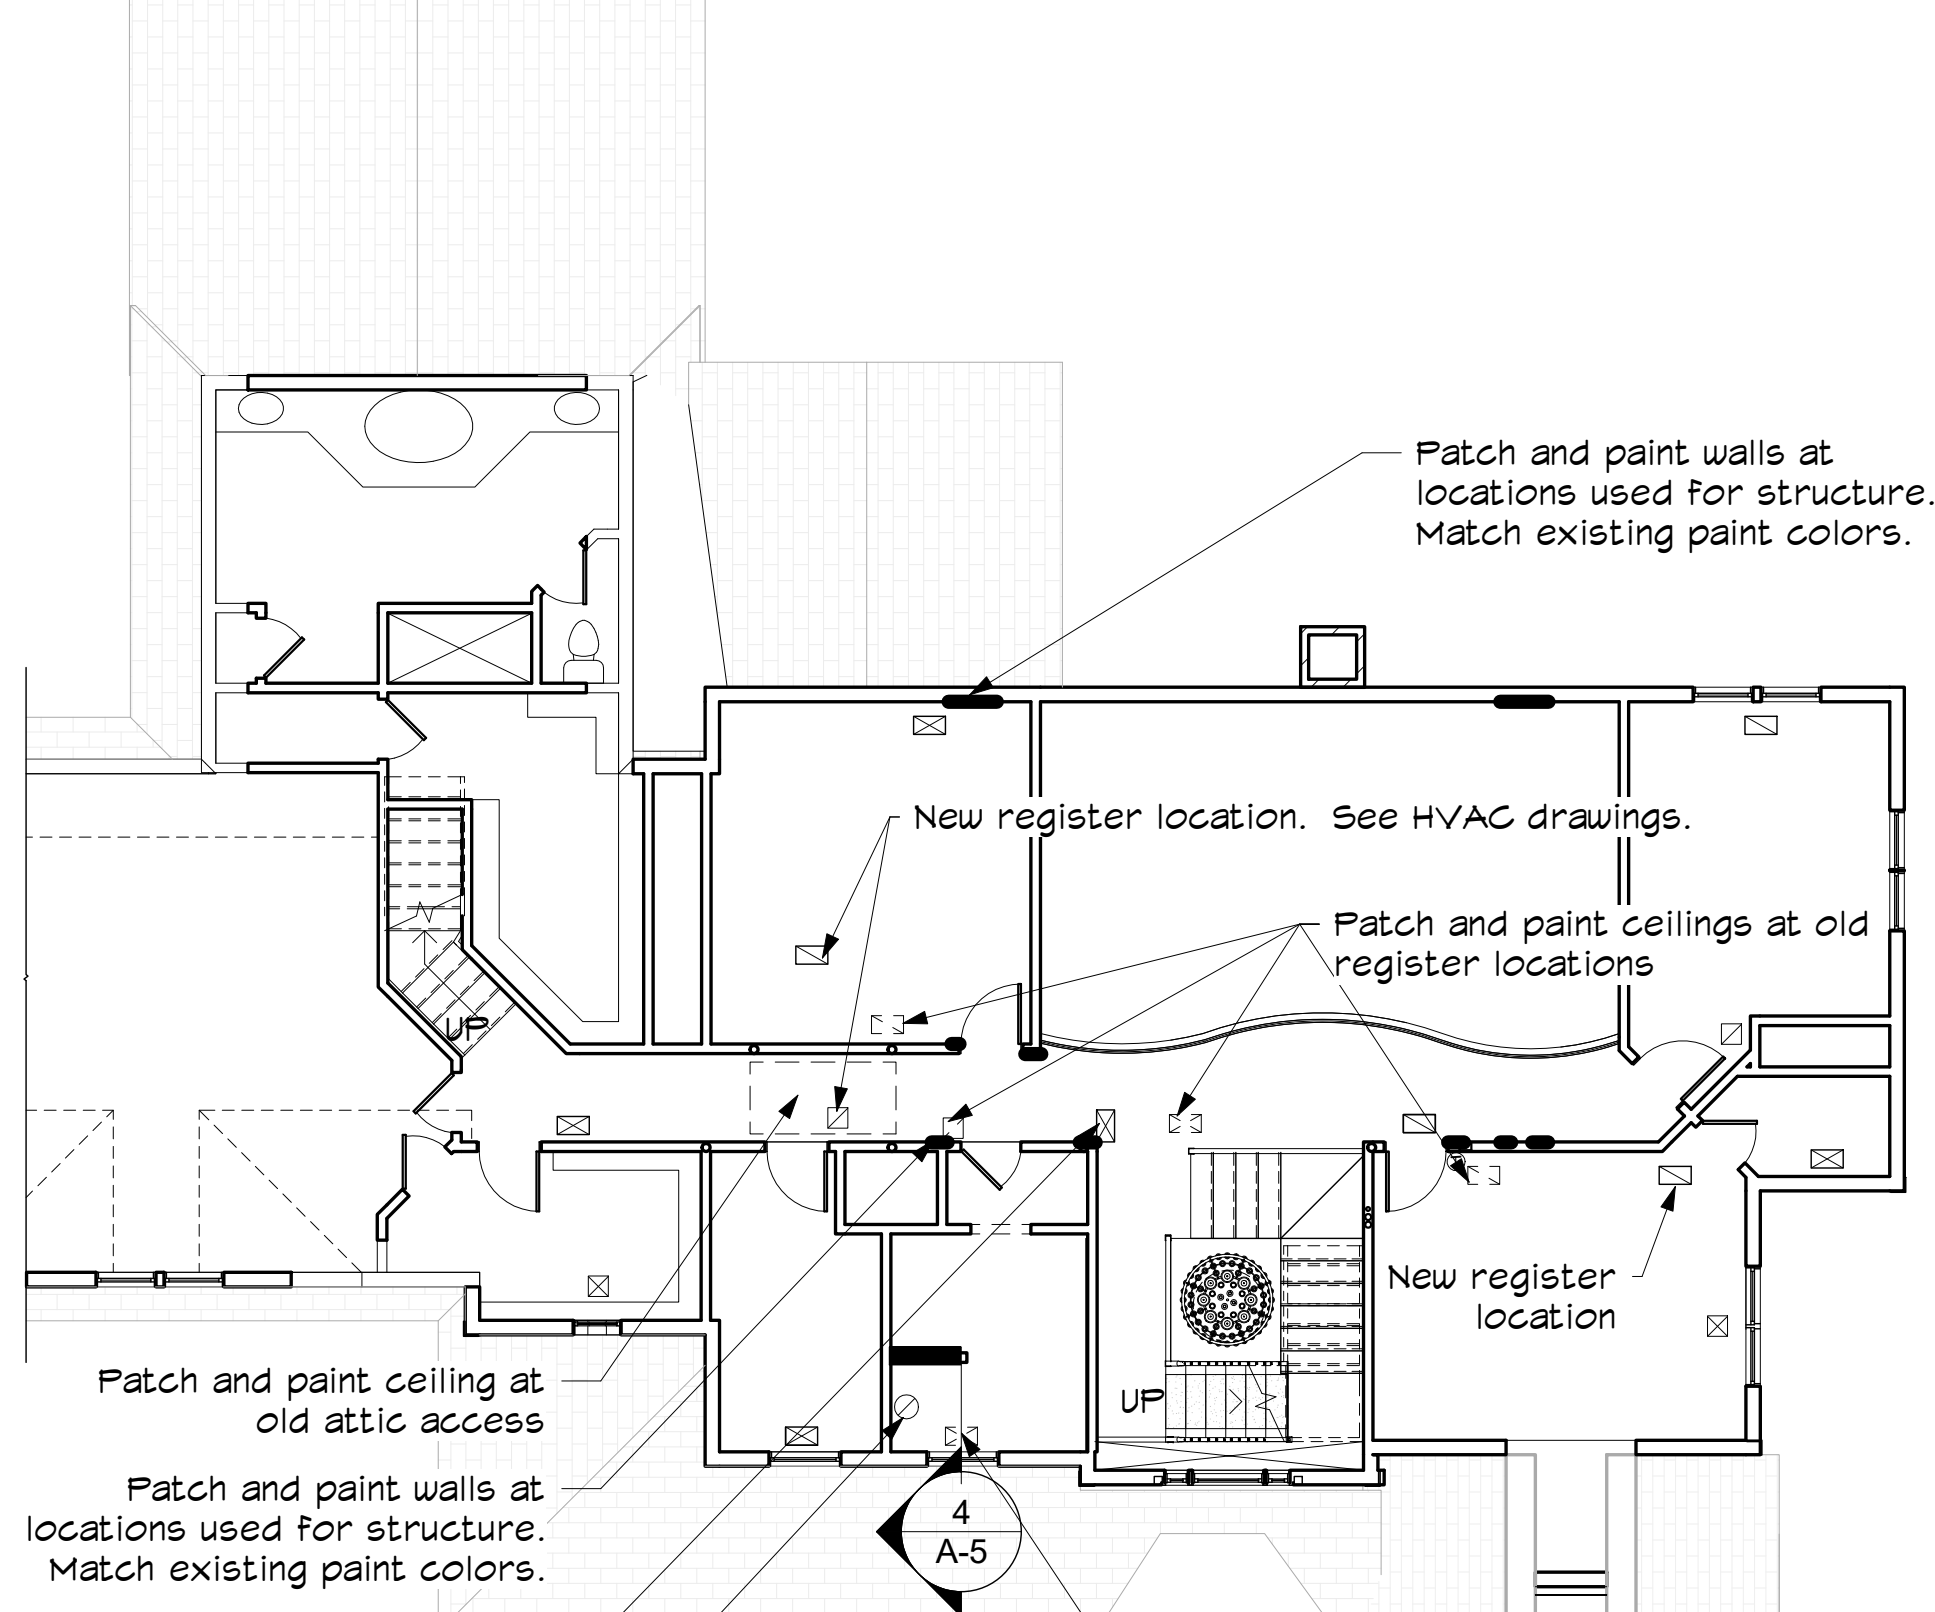 Patch and paint walls at
locations used for structure.
Match existing paint colors.
New register location. See HVAC drawings.
Patch and paint ceilings at old
register locations
UP
New register
location
Patch and paint ceiling at
old attic access
UP
Patch and paint walls at
locations used for structure.
Match existing paint colors.
4
A-5